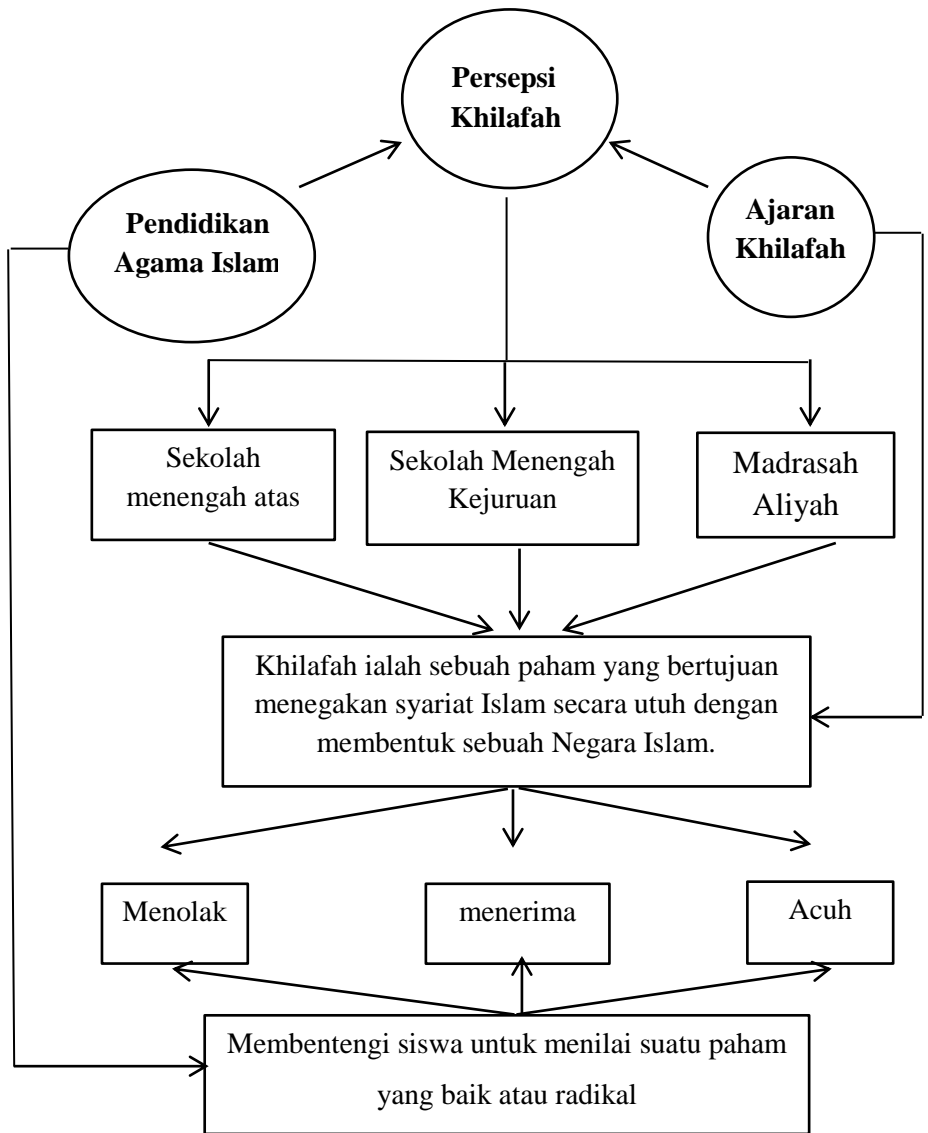 Persepsi
Khilafah
Pendidikan
Agama Islam
Ajaran
Khilafah
Sekolah
menengah atas
Sekolah Menengah
Kejuruan
Madrasah
Aliyah
Khilafah ialah sebuah paham yang bertujuan
menegakan syariat Islam secara utuh dengan
membentuk sebuah Negara Islam.
Menolak
menerima
Acuh
Membentengi siswa untuk menilai suatu paham
yang baik atau radikal